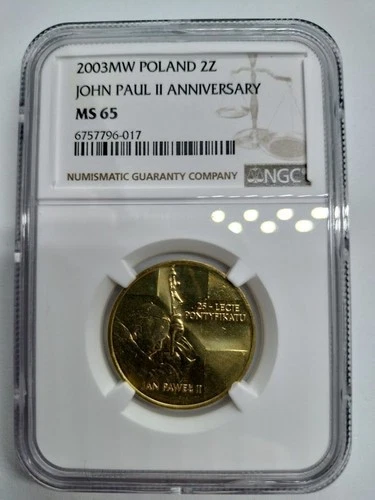 2003MW POLAND 2Z
JOHN PAUL II ANNIVERSARY
MS 65
6757796-017
NUMISMATIC GUARANTY COMPANY
NGC
25-LECIE
PONTYFIKATU
JAN PAWEŁ II